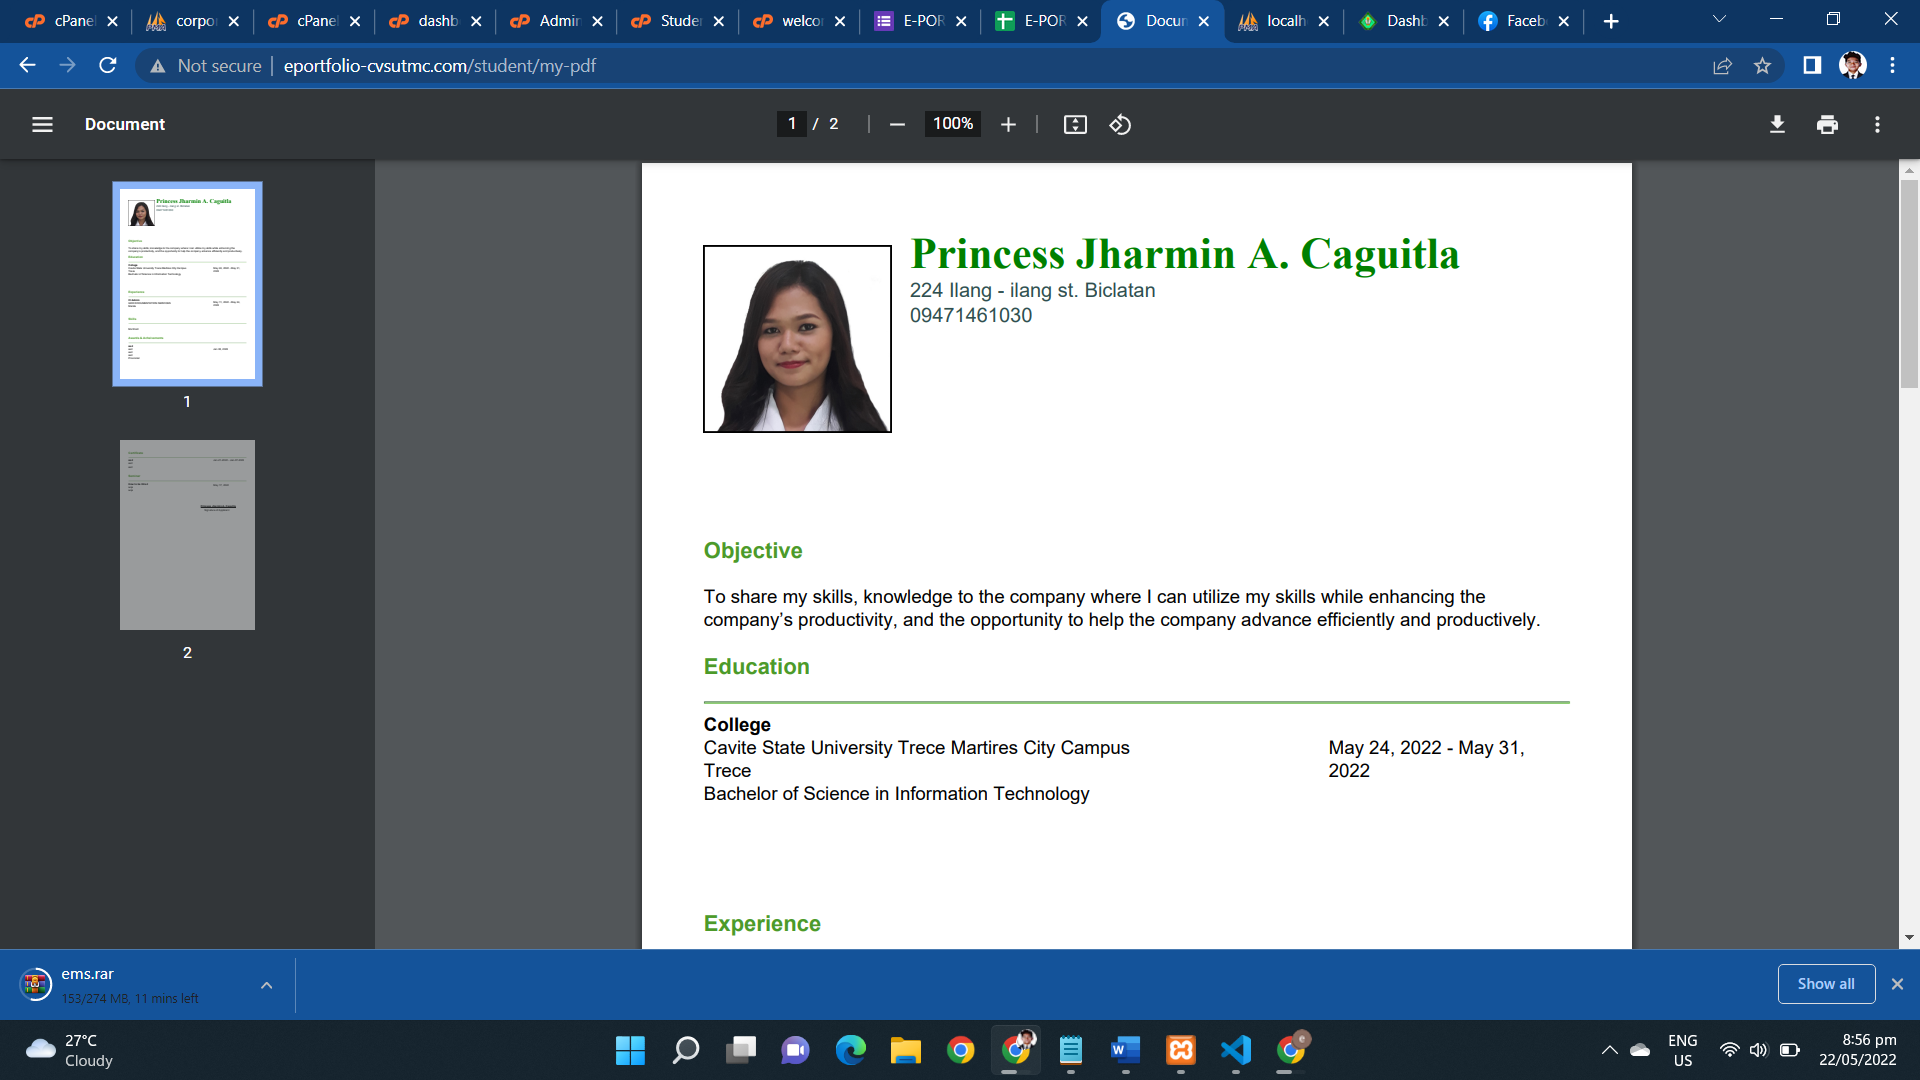 cPanel
corpor
cPanel
dashb
Admin
Studen
welco
E-POR
E-POR
Docum
localh
Dashb
Faceb
Not secure
eportfolio-cvsutmc.com/student/my-pdf
Document
1 / 2
100%
1
2
Princess Jharmin A. Caguitla
224 Ilang - ilang st. Biclatan
09471461030
Objective
To share my skills, knowledge to the company where I can utilize my skills while enhancing the
company’s productivity, and the opportunity to help the company advance efficiently and productively.
Education
College
Cavite State University Trece Martires City Campus
May 24, 2022 - May 31,
Trece
2022
Bachelor of Science in Information Technology
Experience
ems.rar
153/274 MB, 11 mins left
Show all
27°C
Cloudy
ENG
US
8:56 pm
22/05/2022